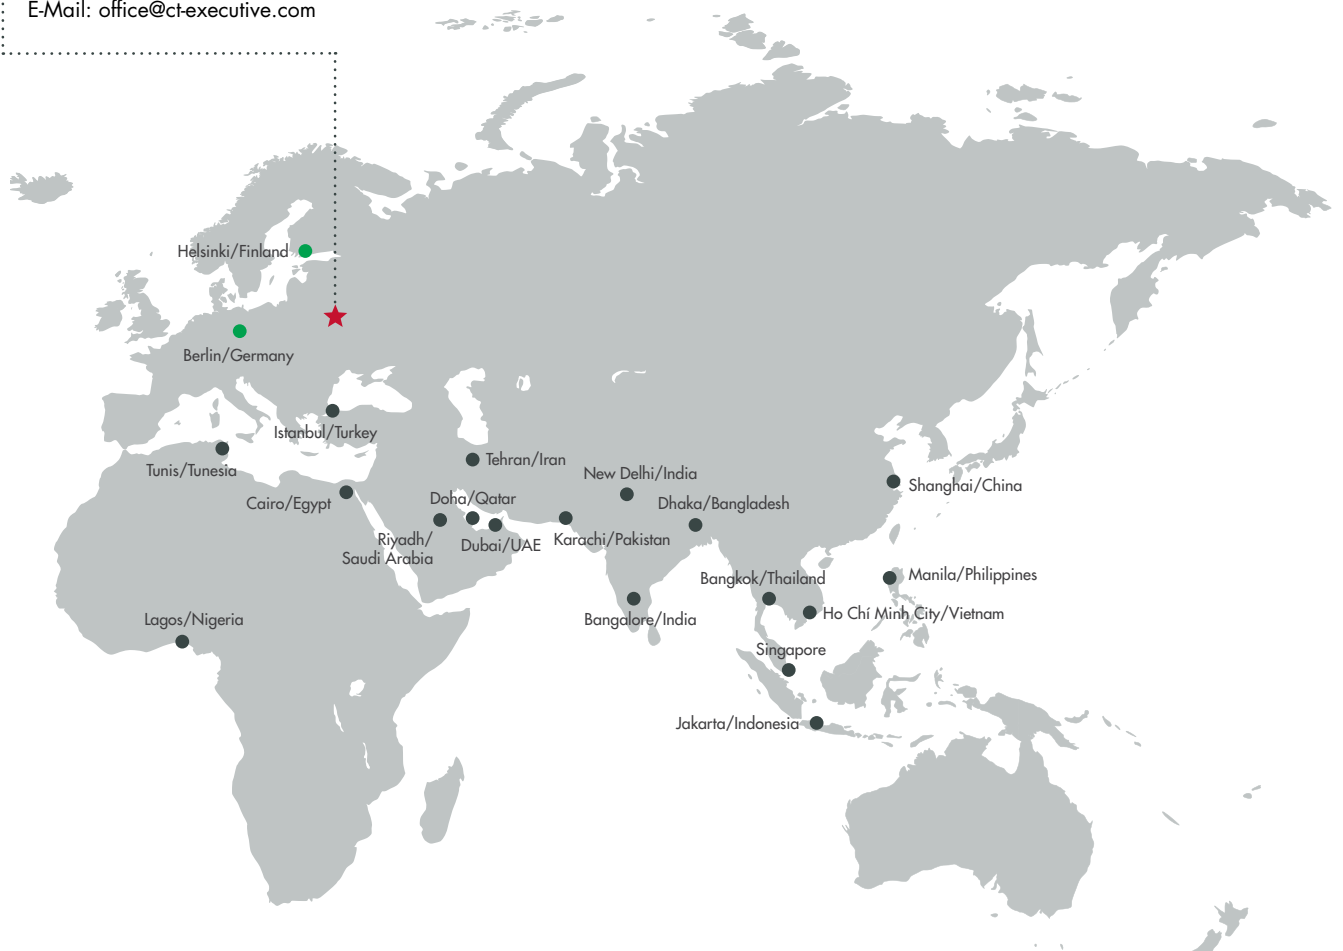 E-Mail: office@ct-executive.com
Helsinki/Finland
Berlin/Germany
Istanbul/Turkey
Tunis/Tunesia
Tehran/Iran
New Delhi/India
Shanghai/China
Cairo/Egypt
Doha/Qatar
Dhaka/Bangladesh
Riyadh/
Saudi Arabia
Dubai/UAE
Karachi/Pakistan
Bangkok/Thailand
Manila/Philippines
Lagos/Nigeria
Bangalore/India
Ho Chí Minh City/Vietnam
Singapore
Jakarta/Indonesia